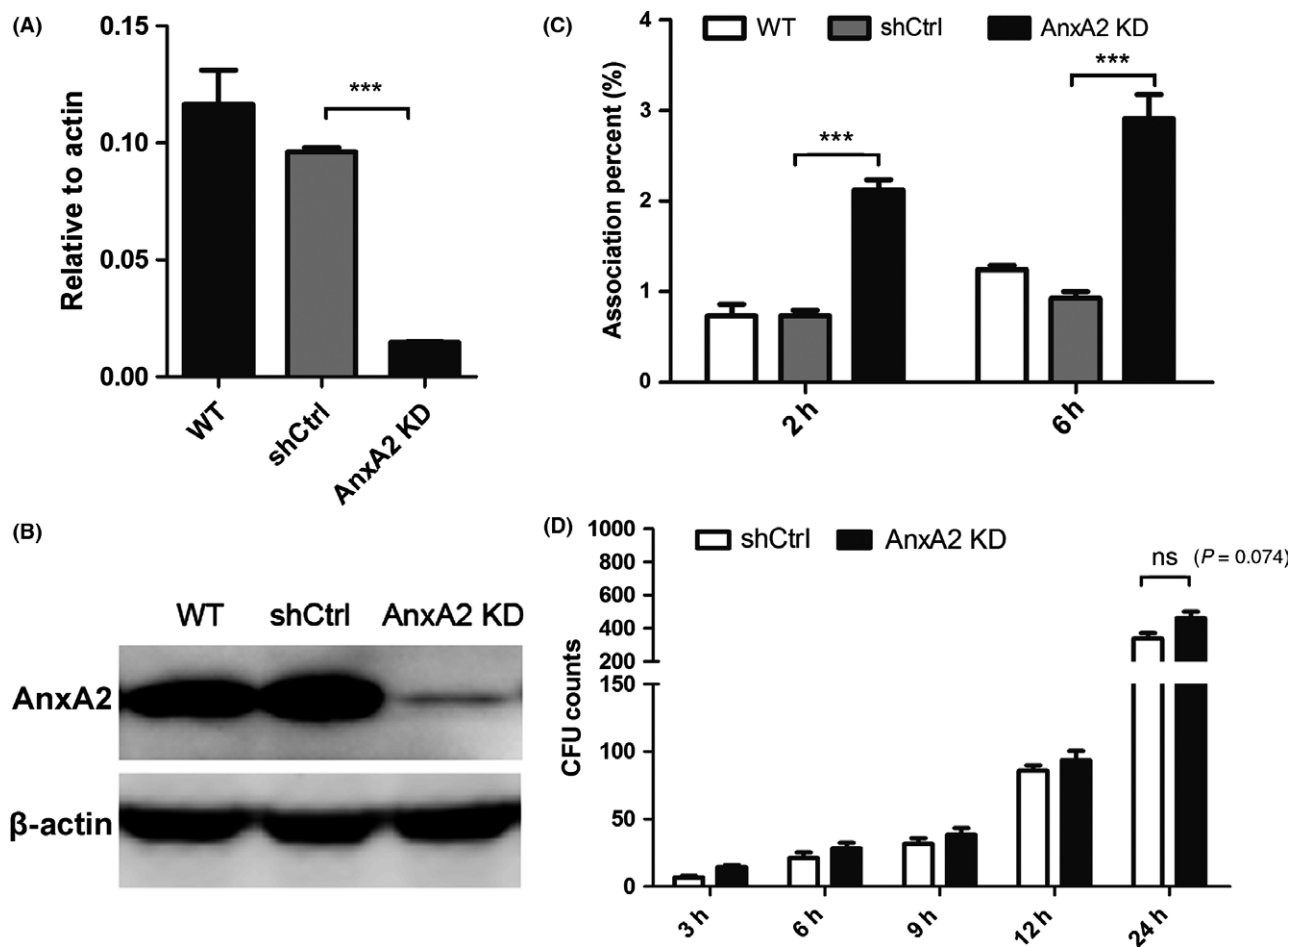 (A)
Relative to actin
0.15
0.10
0.05
0.00
***
WT
shCtrl
AnxA2 KD
(B)
WT shCtrl AnxA2 KD
AnxA2
β-actin
(C)
Association percent (%)
WT shCtrl AnxA2 KD
4
3
2
1
0
***
***
2 h
6 h
(D)
CFU counts
shCtrl AnxA2 KD
1000
800
600
400
200
150
100
50
0
ns (P = 0.074)
3 h
6 h
9 h
12 h
24 h